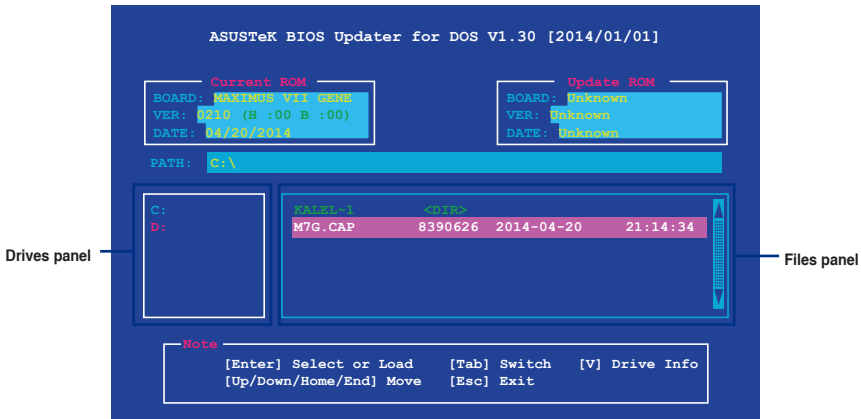 ASUSTeK BIOS Updater for DOS V1.30 [2014/01/01]
Current ROM
BOARD: MAXIMUS VII GENE
VER: 0210 (H :00 B :00)
DATE: 04/20/2014
Update ROM
BOARD: Unknown
VER: Unknown
DATE: Unknown
PATH: C:\
C:
D:
KALEL~1 <DIR>
M7G.CAP 8390626 2014-04-20 21:14:34
Drives panel
Files panel
Note
[Enter] Select or Load [Tab] Switch [V] Drive Info
[Up/Down/Home/End] Move [Esc] Exit